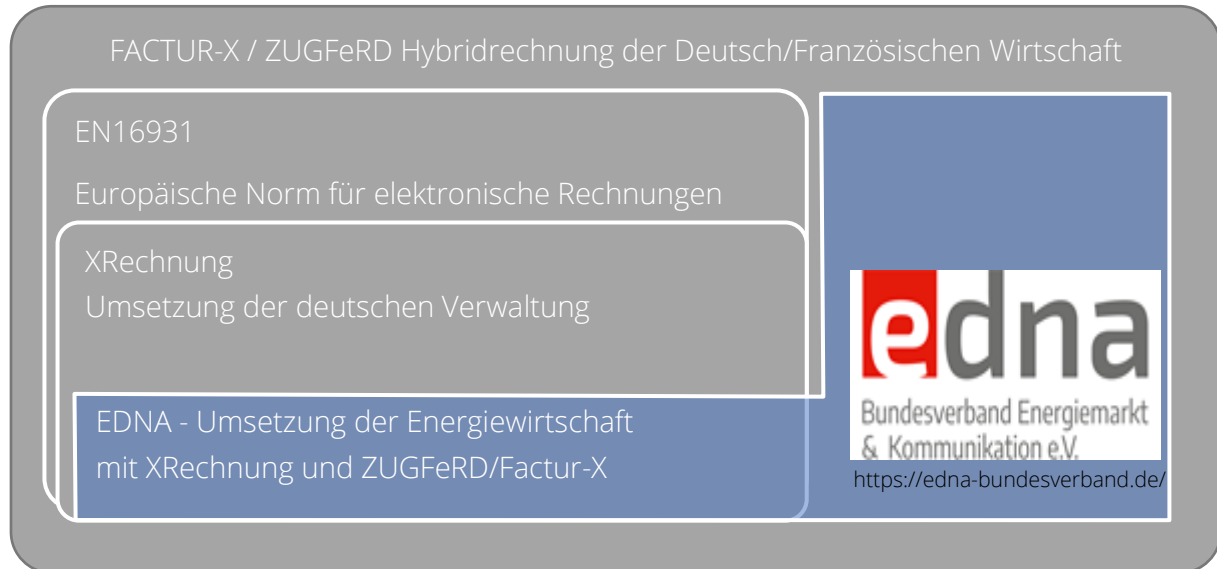 FACTUR-X / ZUGFeRD Hybridrechnung der Deutsch/Französischen Wirtschaft
EN16931
Europäische Norm für elektronische Rechnungen
XRechnung
Umsetzung der deutschen Verwaltung
EDNA - Umsetzung der Energiewirtschaft
mit XRechnung und ZUGFeRD/Factur-X
edna
Bundesverband Energiemarkt
& Kommunikation e.V.
https://edna-bundesverband.de/